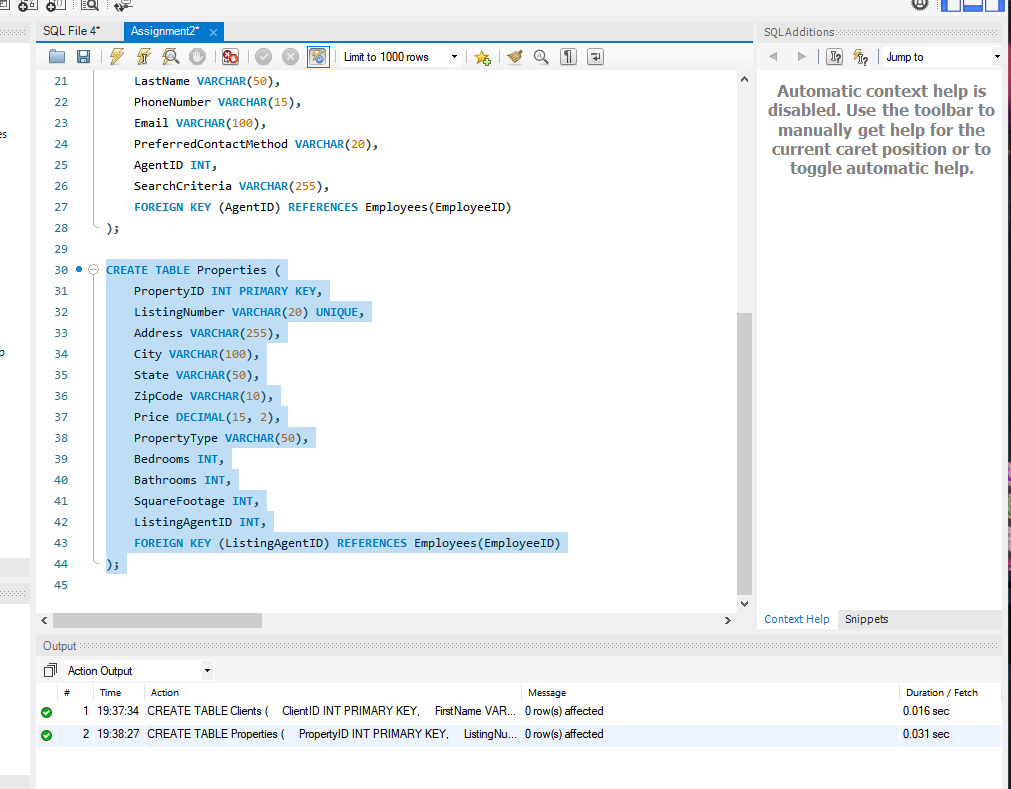 SQL File 4*
Assignment2*
SQLAdditions
Limit to 1000 rows
Jump to
21 LastName VARCHAR(50),
22 PhoneNumber VARCHAR(15),
23 Email VARCHAR(100),
24 PreferredContactMethod VARCHAR(20),
25 AgentID INT,
26 SearchCriteria VARCHAR(255),
27 FOREIGN KEY (AgentID) REFERENCES Employees(EmployeeID)
28 );
29
30 CREATE TABLE Properties (
31 PropertyID INT PRIMARY KEY,
32 ListingNumber VARCHAR(20) UNIQUE,
33 Address VARCHAR(255),
34 City VARCHAR(100),
35 State VARCHAR(50),
36 ZipCode VARCHAR(10),
37 Price DECIMAL(15, 2),
38 PropertyType VARCHAR(50),
39 Bedrooms INT,
40 Bathrooms INT,
41 SquareFootage INT,
42 ListingAgentID INT,
43 FOREIGN KEY (ListingAgentID) REFERENCES Employees(EmployeeID)
44 );
45
Automatic context help is
disabled. Use the toolbar to
manually get help for the
current caret position or to
toggle automatic help.
Context Help Snippets
Output
Action Output
# Time Action Message Duration / Fetch
1 19:37:34 CREATE TABLE Clients ( ClientID INT PRIMARY KEY, FirstName VAR... 0 row(s) affected 0.016 sec
2 19:38:27 CREATE TABLE Properties ( PropertyID INT PRIMARY KEY, ListingNu... 0 row(s) affected 0.031 sec